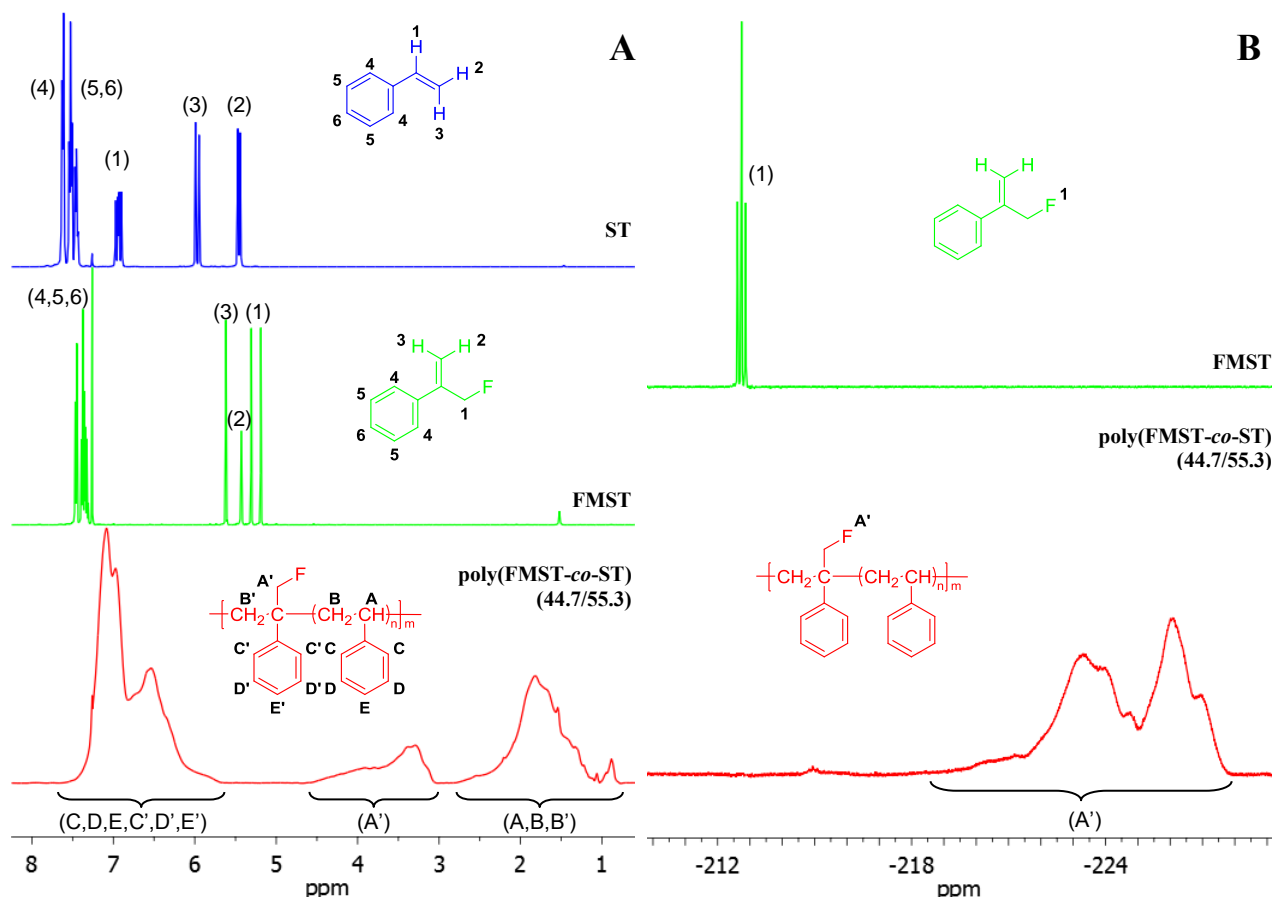 A
1
H
4
5
H 2
(4)
(5,6)
(3)
(2)
6
4
H
5
3
(1)
ST
(4,5,6)
(3)
(1)
3
H
2
H
4
5
F
(2)
6
4
1
5
FMST
F
A'
poly(FMST-co-ST)
(44.7/55.3)
B'
B
A
CH2-C
(CH2-CH)n
m
C'
C'
C
C
D'
D'
D
D
E'
E
(C,D,E,C',D',E')
(A')
(A,B,B')
8 7 6 5 4 3 2 1
ppm
B
(1)
H
H
F 1
FMST
poly(FMST-co-ST)
(44.7/55.3)
A'
F
CH2-C
(CH2-CH)n
m
(A')
-212 -218 -224
ppm